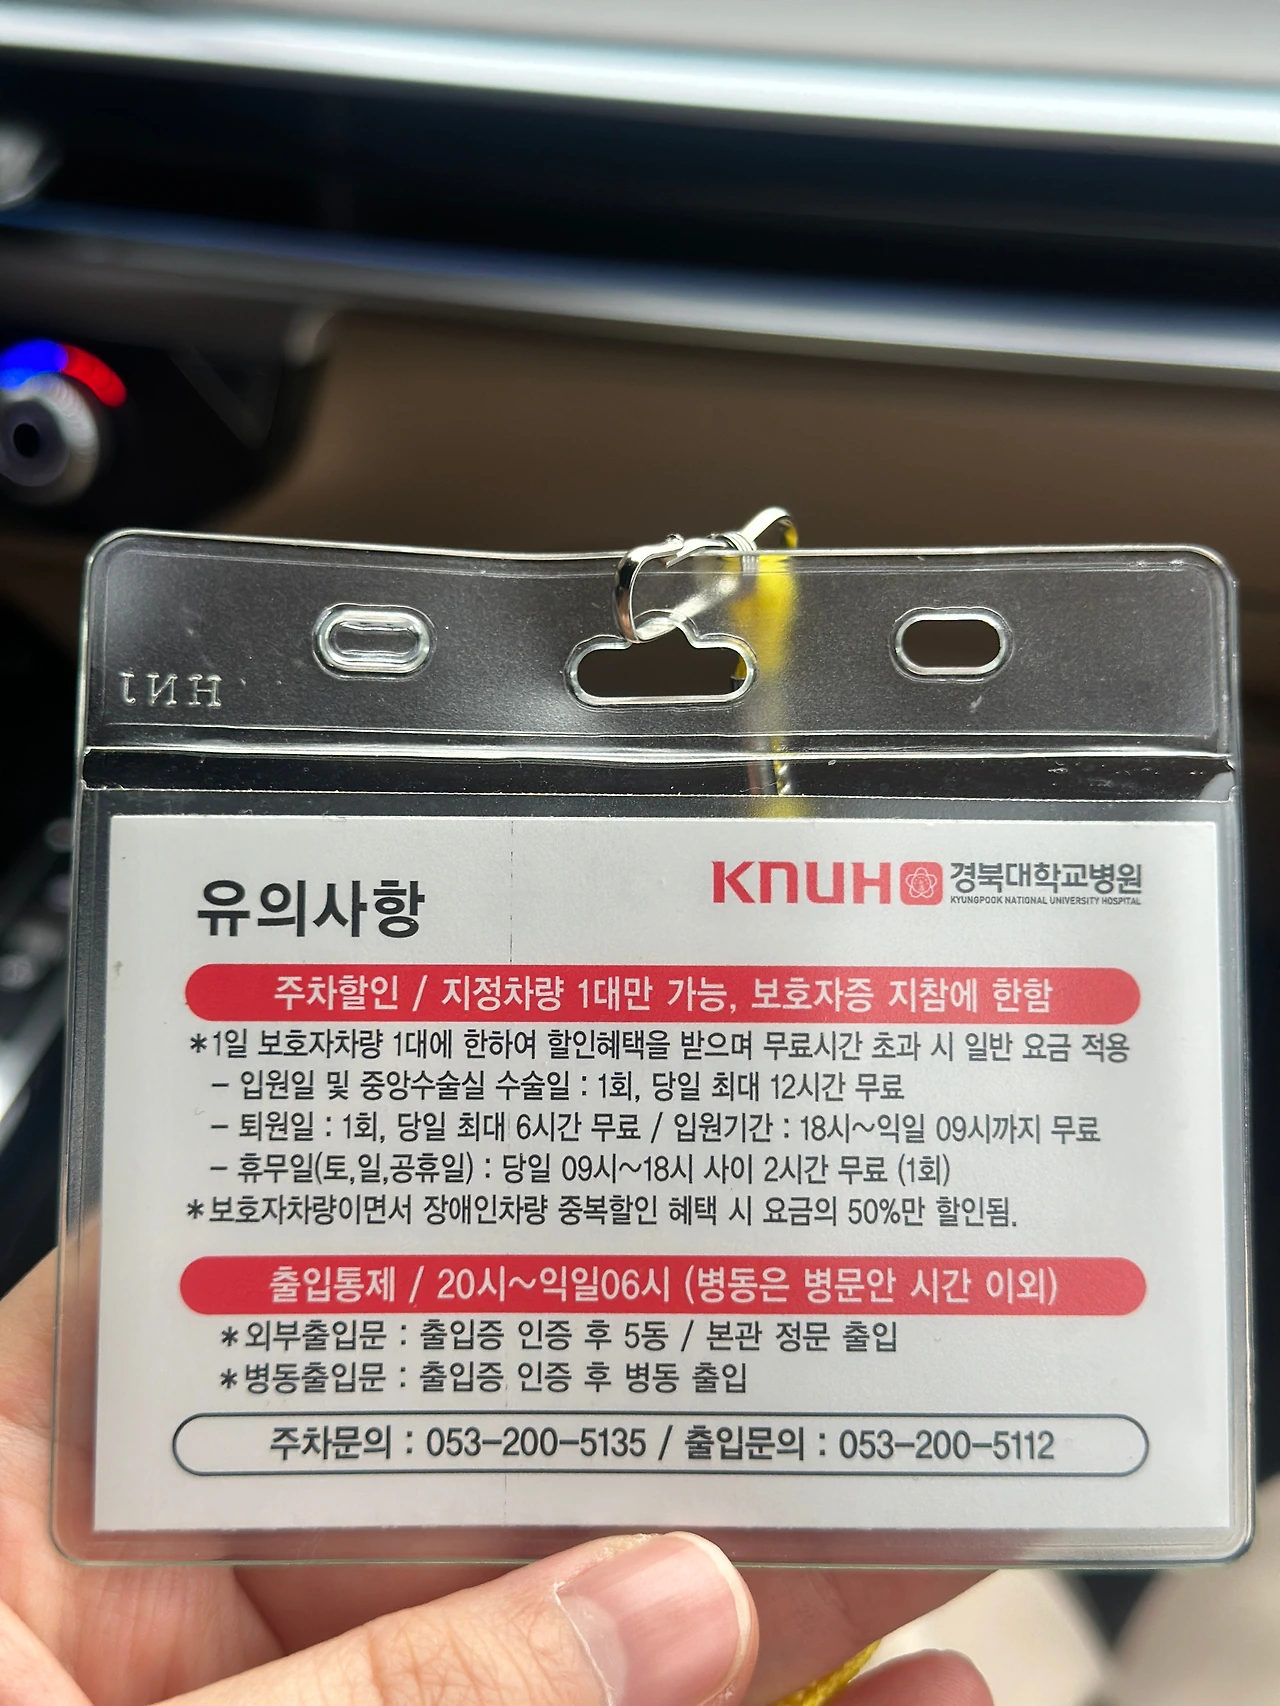 HNJ
유의사항
KNUH 경북대학교병원
KYUNGPOOK NATIONAL UNIVERSITY HOSPITAL
주차할인 / 지정차량 1대만 가능, 보호자증 지참에 한함
*1일 보호자차량 1대에 한하여 할인혜택을 받으며 무료시간 초과 시 일반 요금 적용
- 입원일 및 중앙수술실 수술일 : 1회, 당일 최대 12시간 무료
- 퇴원일 : 1회, 당일 최대 6시간 무료 / 입원기간 : 18시~익일 09시까지 무료
- 휴무일(토,일,공휴일) : 당일 09시~18시 사이 2시간 무료 (1회)
*보호자차량이면서 장애인차량 중복할인 혜택 시 요금의 50%만 할인됨.
출입통제 / 20시~익일06시 (병동은 병문안 시간 이외)
*외부출입문 : 출입증 인증 후 5동 / 본관 정문 출입
*병동출입문 : 출입증 인증 후 병동 출입
주차문의 : 053-200-5135 / 출입문의 : 053-200-5112